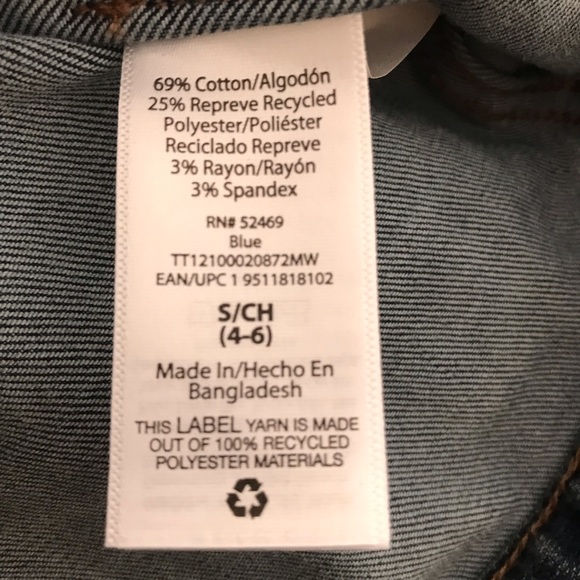 69% Cotton/Algodón
25% Repreve Recycled
Polyester/Poliéster
Reciclado Repreve
3% Rayon/Rayón
3% Spandex
RN# 52469
Blue
TT12100020872MW
EAN/UPC 1 9511818102
S/CH
(4-6)
Made In/Hecho En
Bangladesh
THIS LABEL YARN IS MADE
OUT OF 100% RECYCLED
POLYESTER MATERIALS